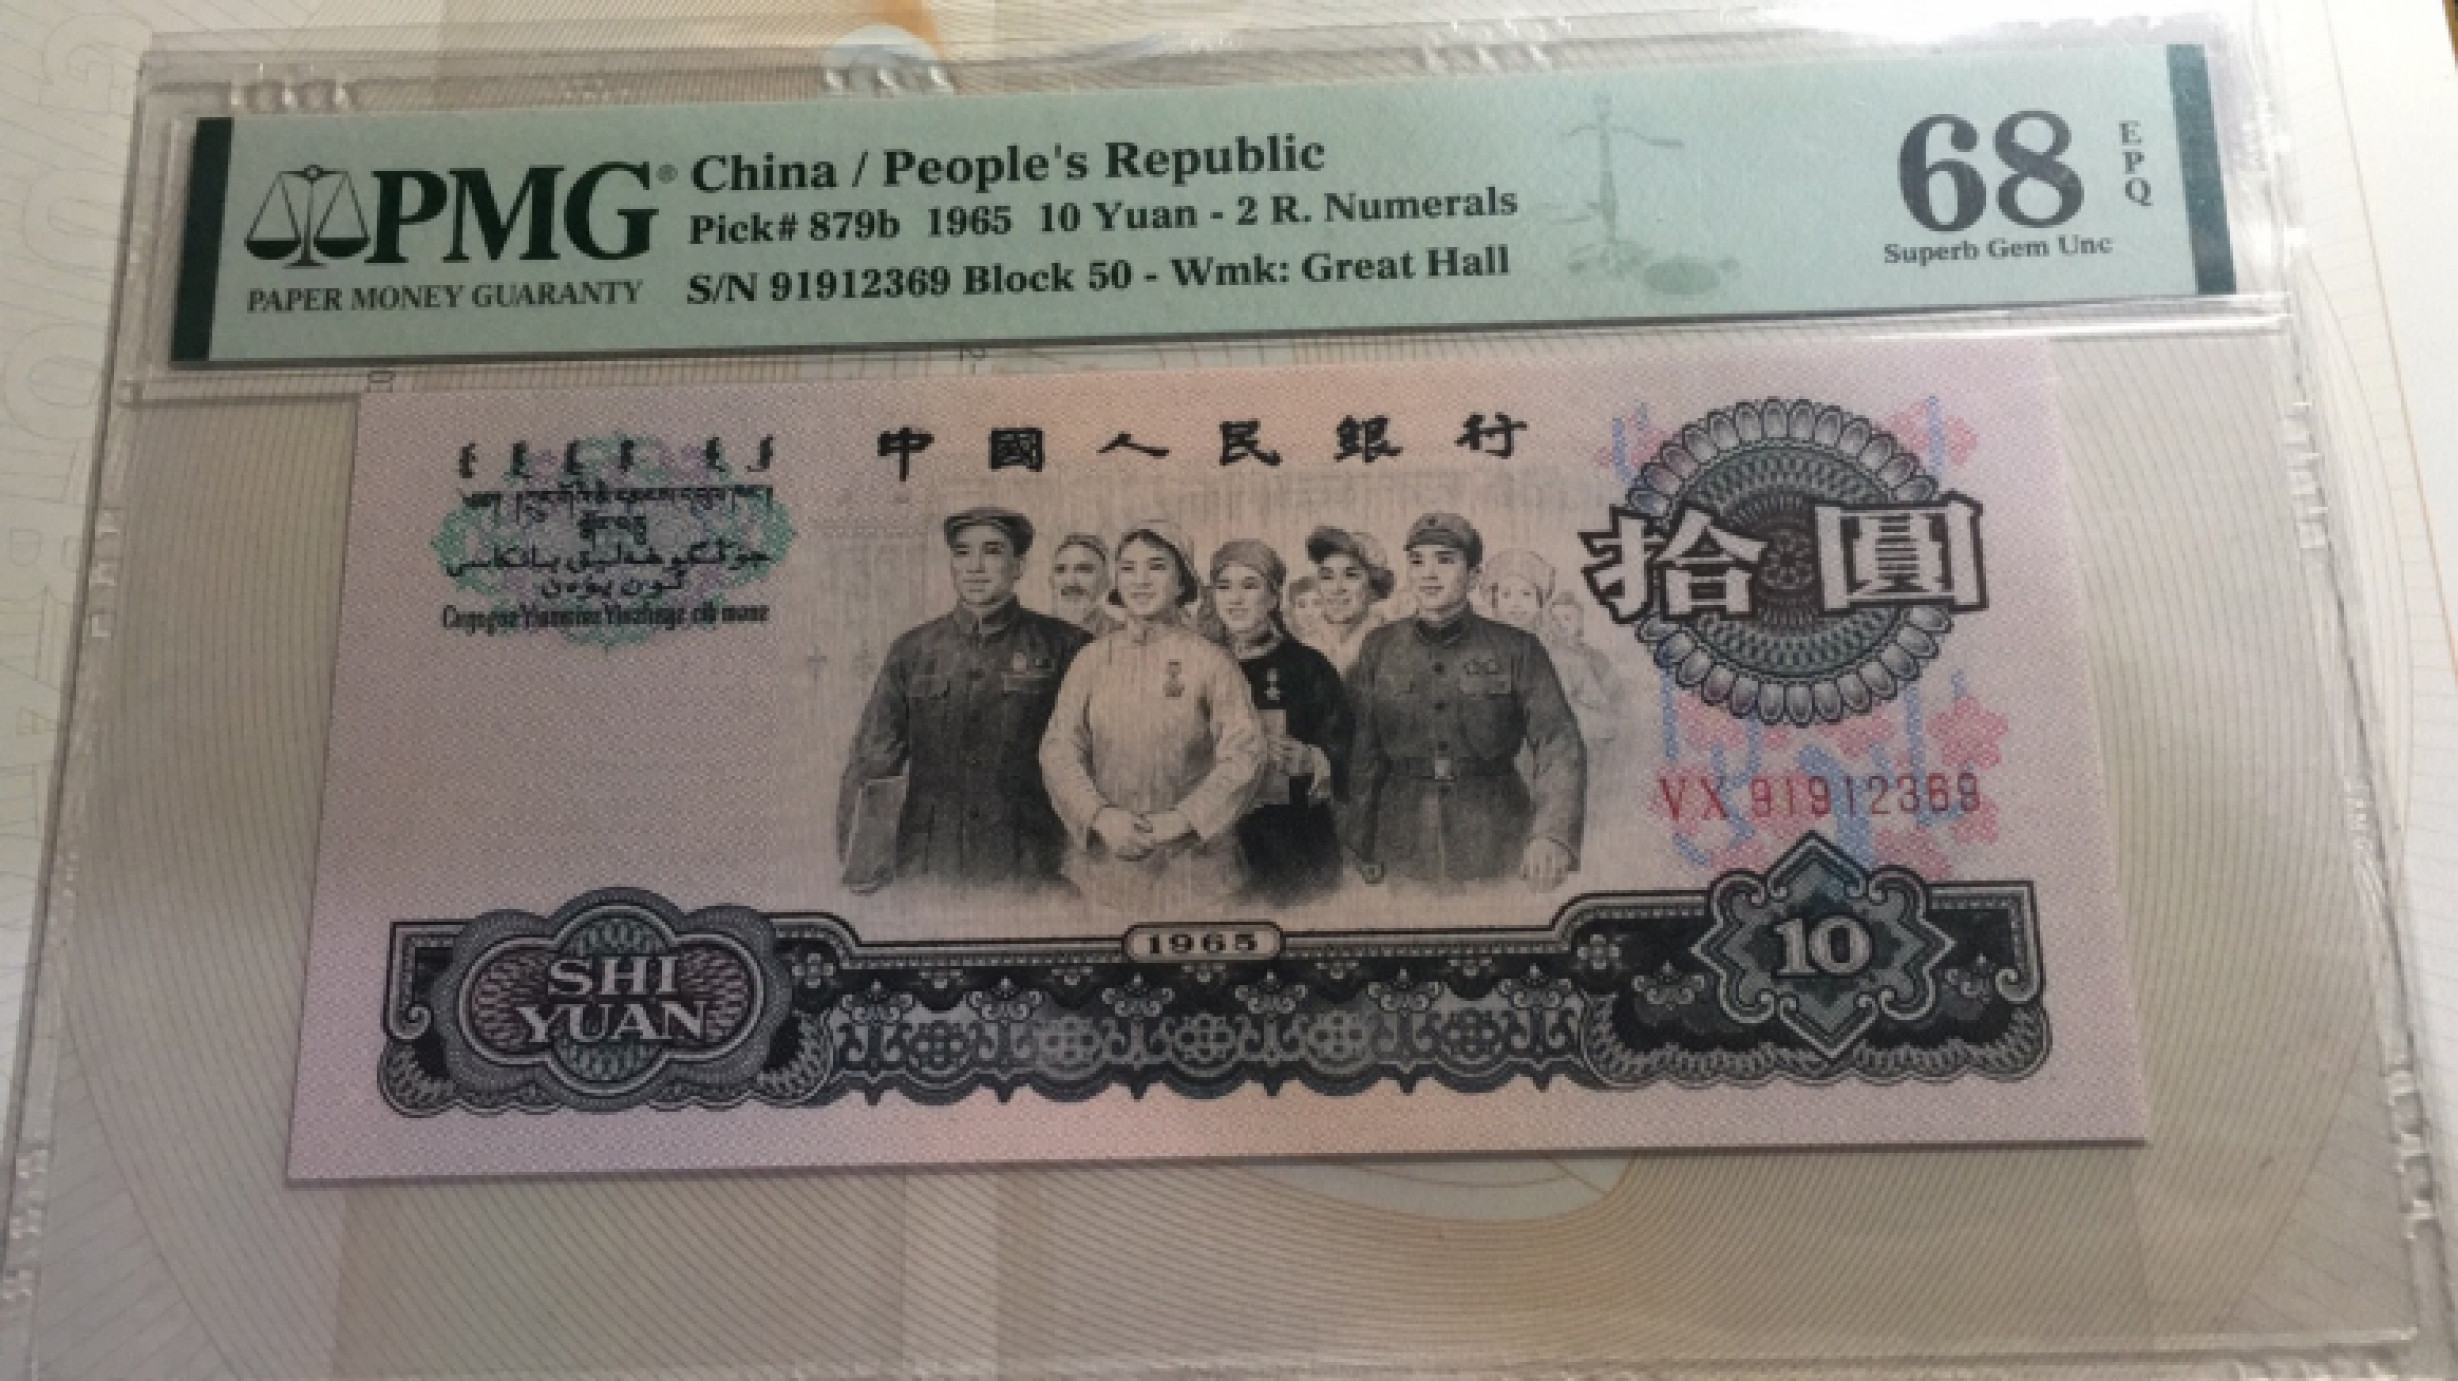 PMG®
PAPER MONEY GUARANTY
China / People's Republic
Pick# 879b 1965 10 Yuan - 2 R. Numerals
S/N 91912369 Block 50 - Wmk: Great Hall
68
EPQ
Superb Gem Unc
中國人民銀行
拾圓
VX 91912369
1965
SHI
YUAN
10